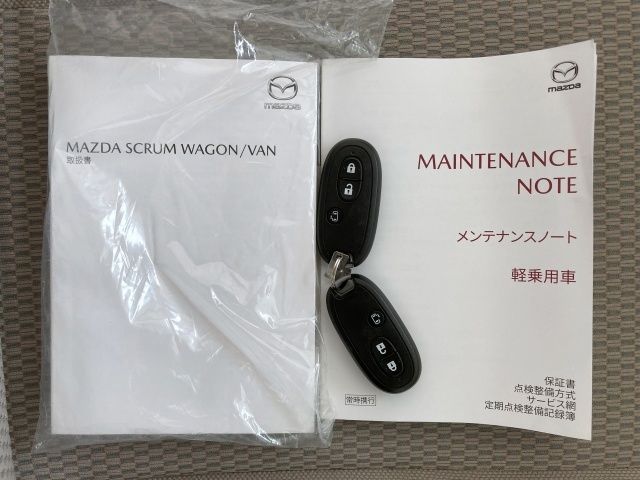 mazda
MAZDA SCRUM WAGON/VAN
取扱書
mazda
MAINTENANCE
NOTE
メンテナンスノート
軽乗用車
保証書
点検整備方式
サービス網
定期点検整備記録簿
常時携行